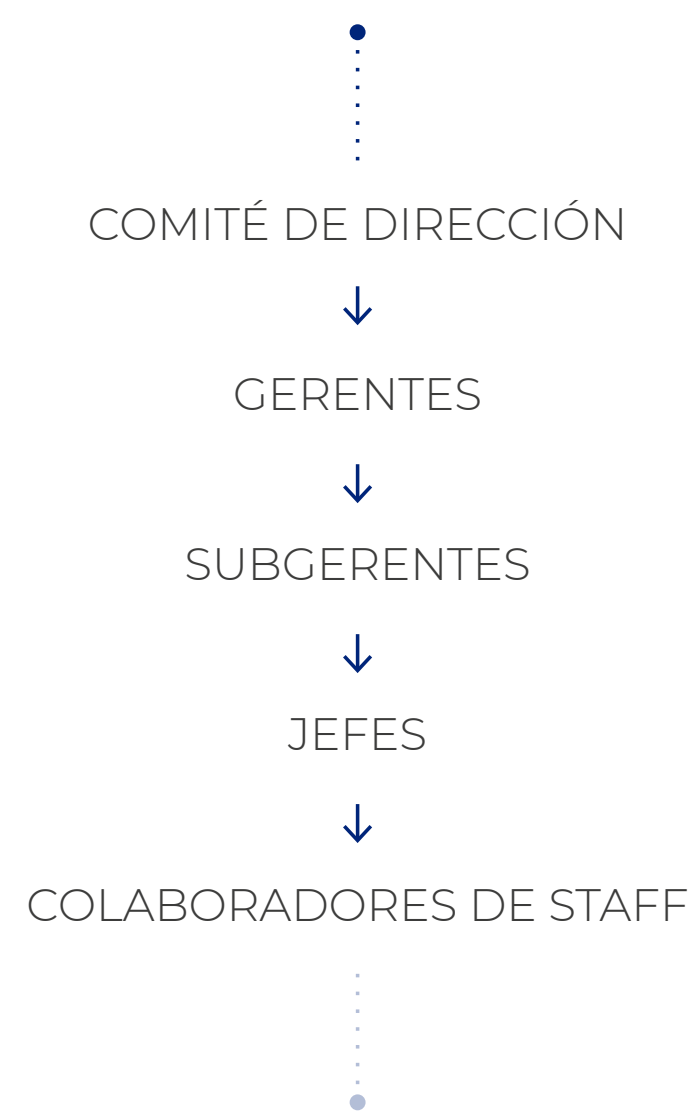 COMITÉ DE DIRECCIÓN
GERENTES
SUBGERENTES
JEFES
COLABORADORES DE STAFF